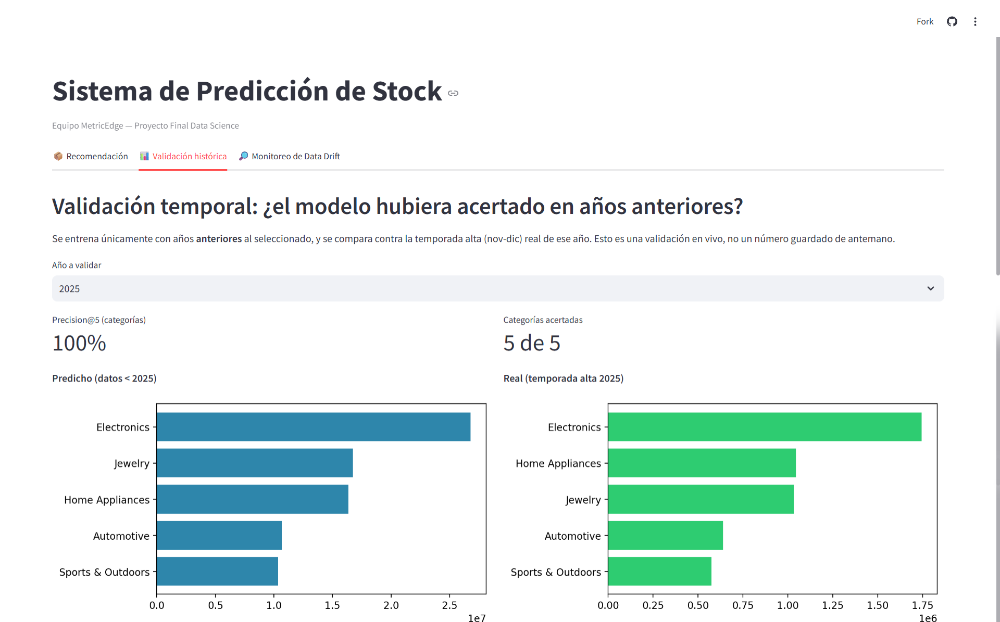 Fork
Sistema de Predicción de Stock
Equipo MetricEdge — Proyecto Final Data Science
Recomendación
Validación histórica
Monitoreo de Data Drift
Validación temporal: ¿el modelo hubiera acertado en años anteriores?
Se entrena únicamente con años anteriores al seleccionado, y se compara contra la temporada alta (nov-dic) real de ese año. Esto es una validación en vivo, no un número guardado de antemano.
Año a validar
2025
Precision@5 (categorías)
100%
Categorías acertadas
5 de 5
Predicho (datos < 2025)
Electronics
Jewelry
Home Appliances
Automotive
Sports & Outdoors
0.0 0.5 1.0 1.5 2.0 2.5
1e7
Real (temporada alta 2025)
Electronics
Home Appliances
Jewelry
Automotive
Sports & Outdoors
0.00 0.25 0.50 0.75 1.00 1.25 1.50 1.75
1e6